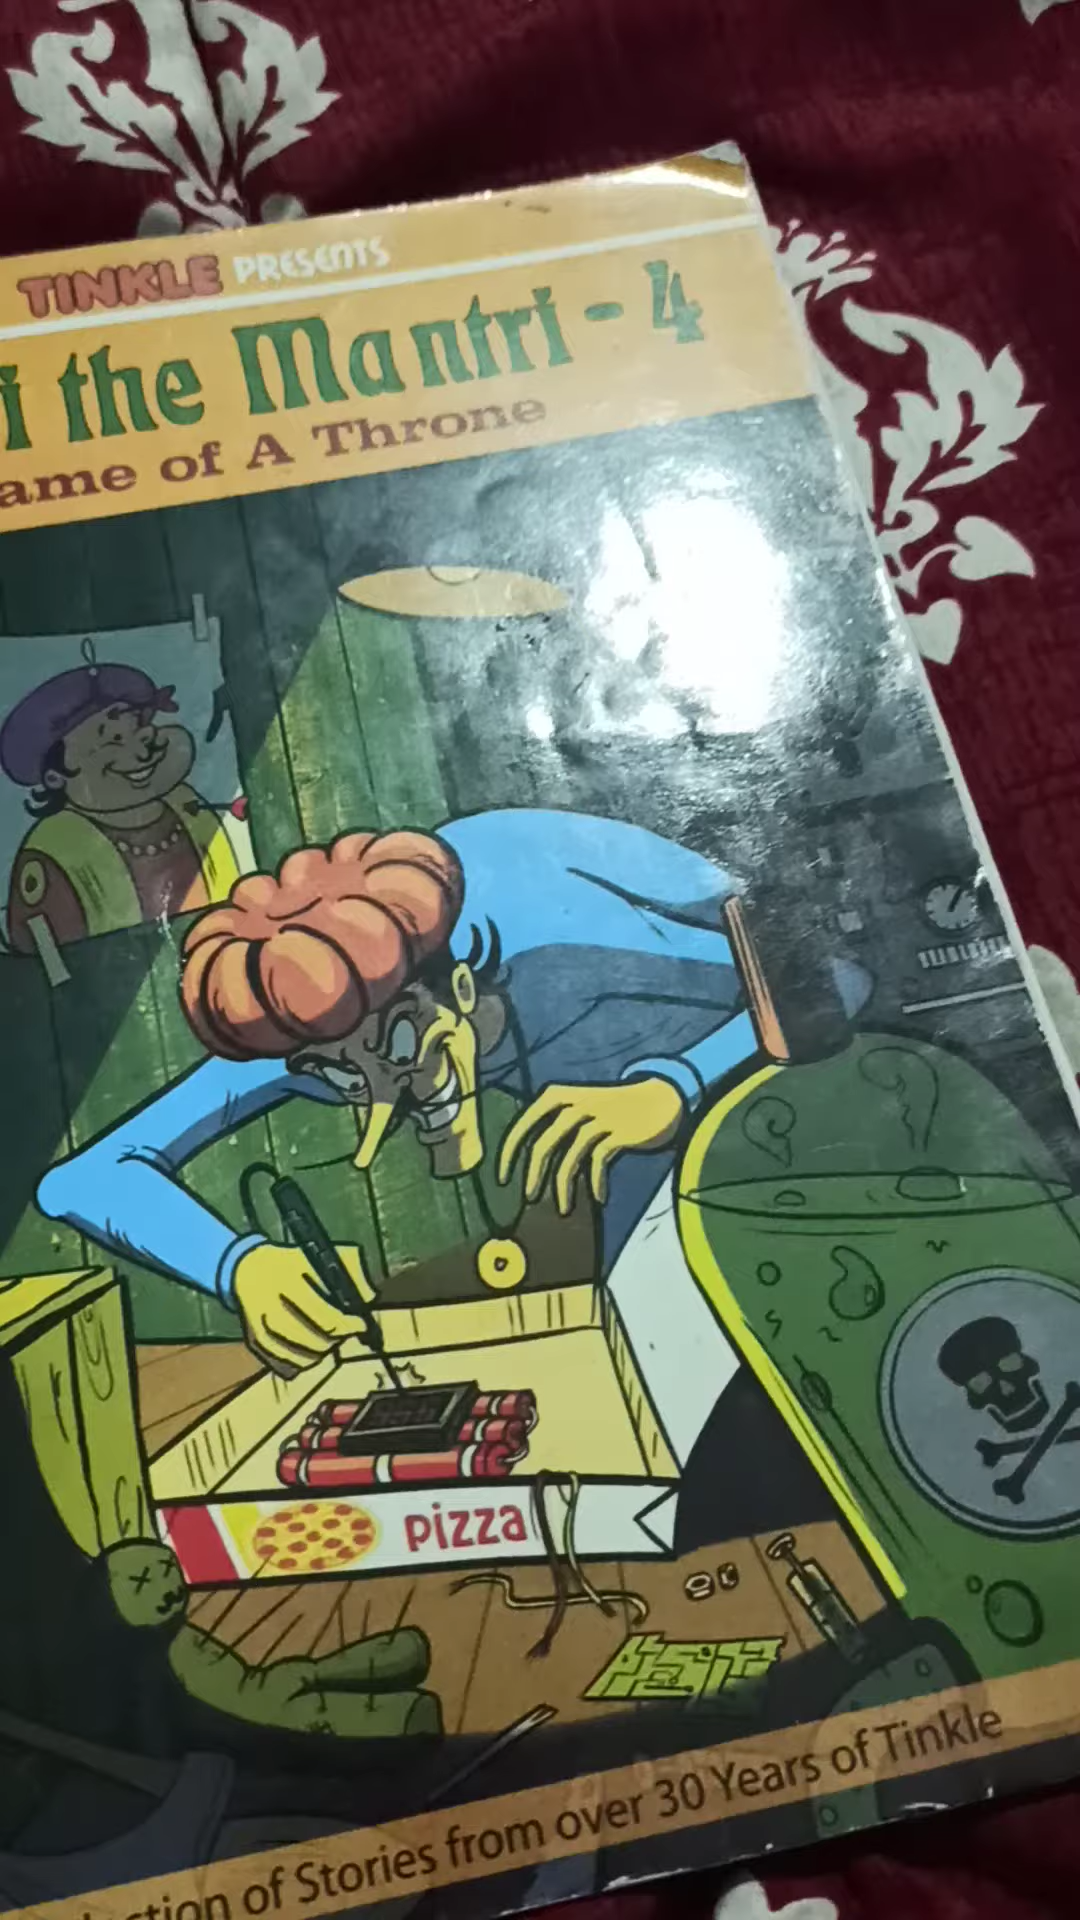 TINKLE PRESENTS
i the Mantri - 4
ame of A Throne
pizza
ction of Stories from over 30 Years of Tinkle